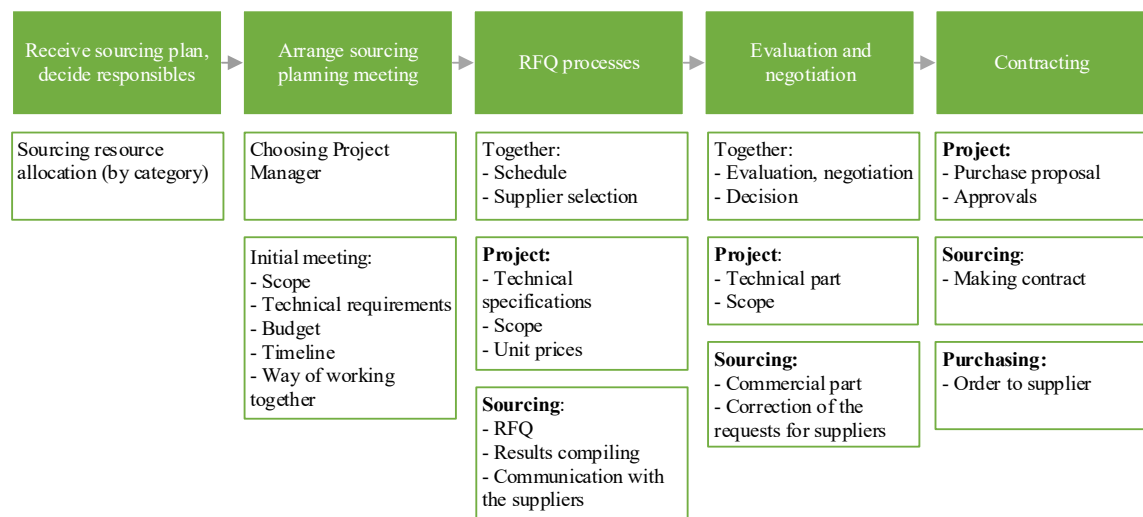 Receive sourcing plan,
decide responsibles
Arrange sourcing
planning meeting
RFQ processes
Evaluation and
negotiation
Contracting
Sourcing resource
allocation (by category)
Choosing Project
Manager
Initial meeting:
- Scope
- Technical requirements
- Budget
- Timeline
- Way of working
together
Together:
- Schedule
- Supplier selection
Project:
- Technical
specifications
- Scope
- Unit prices
Sourcing:
- RFQ
- Results compiling
- Communication with
the suppliers
Together:
- Evaluation, negotiation
- Decision
Project:
- Technical part
- Scope
Sourcing:
- Commercial part
- Correction of the
requests for suppliers
Project:
- Purchase proposal
- Approvals
Sourcing:
- Making contract
Purchasing:
- Order to supplier